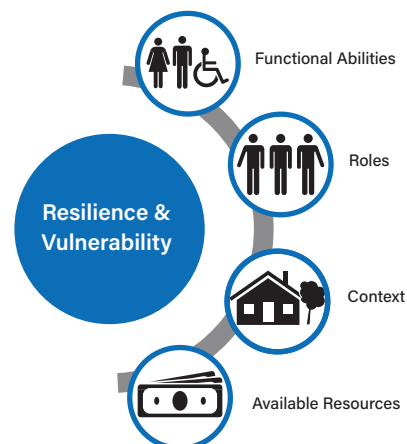 Functional Abilities
Roles
Resilience &
Vulnerability
Context
Available Resources